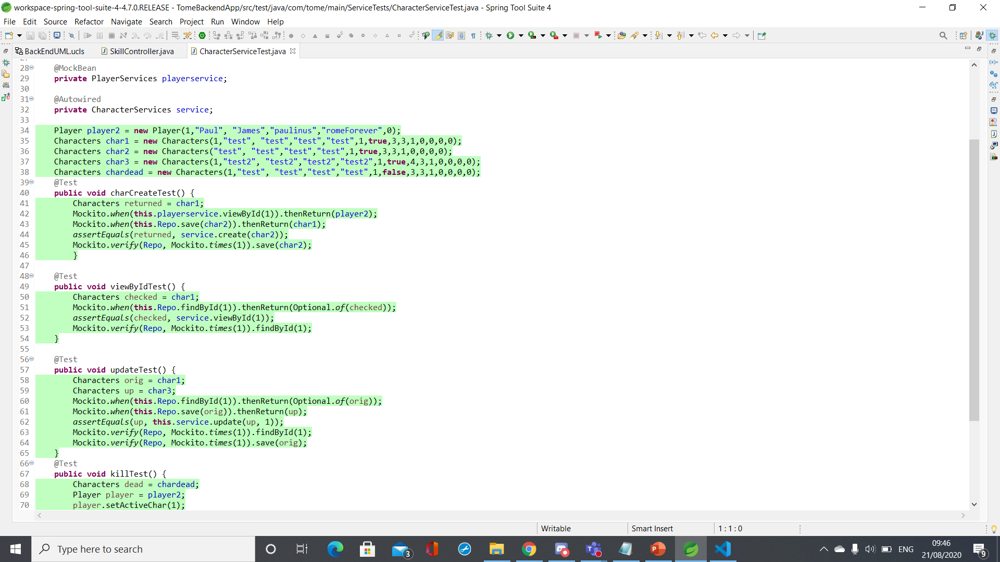 workspace-spring-tool-suite-4-4.7.0.RELEASE - TomeBackendApp/src/test/java/com/tome/main/ServiceTests/CharacterServiceTest.java - Spring Tool Suite 4
File Edit Source Refactor Navigate Search Project Run Window Help
BackEndUML.ucls SkillController.java CharacterServiceTest.java
28 @MockBean
29 private PlayerServices playerservice;
30
31 @Autowired
32 private CharacterServices service;
33
34 Player player2 = new Player(1,"Paul", "James","paulinus","romeForever",0);
35 Characters char1 = new Characters(1,"test", "test","test","test",1,true,3,3,1,0,0,0,0);
36 Characters char2 = new Characters("test", "test","test","test",1,true,3,3,1,0,0,0,0);
37 Characters char3 = new Characters(1,"test2", "test2","test2","test2",1,true,4,3,1,0,0,0,0);
38 Characters chardead = new Characters(1,"test", "test","test","test",1,false,3,3,1,0,0,0,0);
39 @Test
40 public void charCreateTest() {
41 Characters returned = char1;
42 Mockito.when(this.playerservice.viewById(1)).thenReturn(player2);
43 Mockito.when(this.Repo.save(char2)).thenReturn(char1);
44 assertEquals(returned, service.create(char2));
45 Mockito.verify(Repo, Mockito.times(1)).save(char2);
46 }
47
48 @Test
49 public void viewByIdTest() {
50 Characters checked = char1;
51 Mockito.when(this.Repo.findById(1)).thenReturn(Optional.of(checked));
52 assertEquals(checked, service.viewById(1));
53 Mockito.verify(Repo, Mockito.times(1)).findById(1);
54 }
55
56 @Test
57 public void updateTest() {
58 Characters orig = char1;
59 Characters up = char3;
60 Mockito.when(this.Repo.findById(1)).thenReturn(Optional.of(orig));
61 Mockito.when(this.Repo.save(orig)).thenReturn(up);
62 assertEquals(up, this.service.update(up, 1));
63 Mockito.verify(Repo, Mockito.times(1)).findById(1);
64 Mockito.verify(Repo, Mockito.times(1)).save(orig);
65 }
66 @Test
67 public void killTest() {
68 Characters dead = chardead;
69 Player player = player2;
70 player.setActiveChar(1);
Writable Smart Insert 1 : 1 : 0
Type here to search 3 ENG 09:46
21/08/2020 9